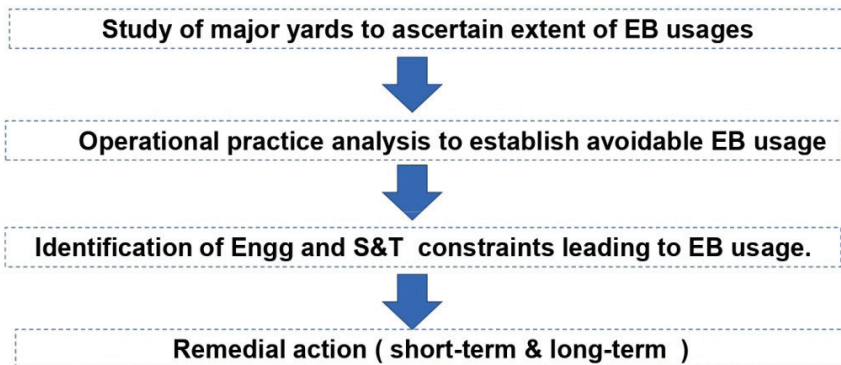 Study of major yards to ascertain extent of EB usages
Operational practice analysis to establish avoidable EB usage
Identification of Engg and S&T constraints leading to EB usage.
Remedial action ( short-term & long-term )